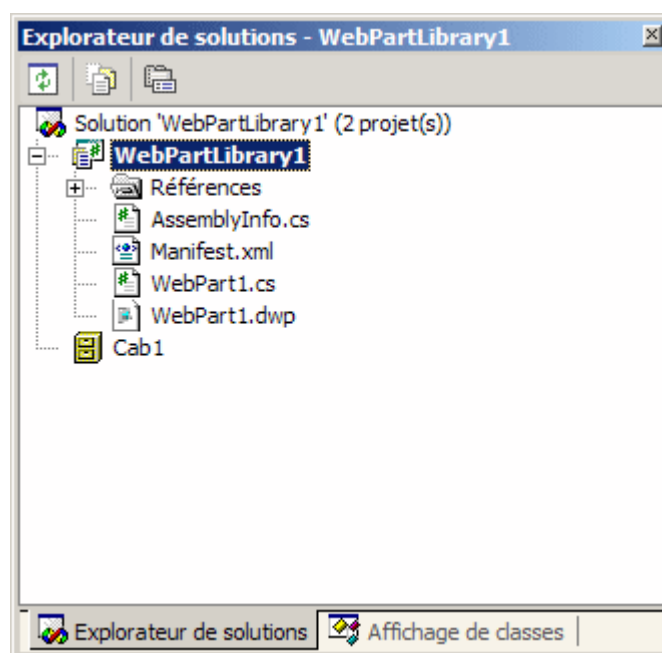 Explorateur de solutions - WebPartLibrary1
Solution 'WebPartLibrary1' (2 projet(s))
WebPartLibrary1
Références
AssemblyInfo.cs
Manifest.xml
WebPart1.cs
WebPart1.dwp
Cab1
Explorateur de solutions
Affichage de classes